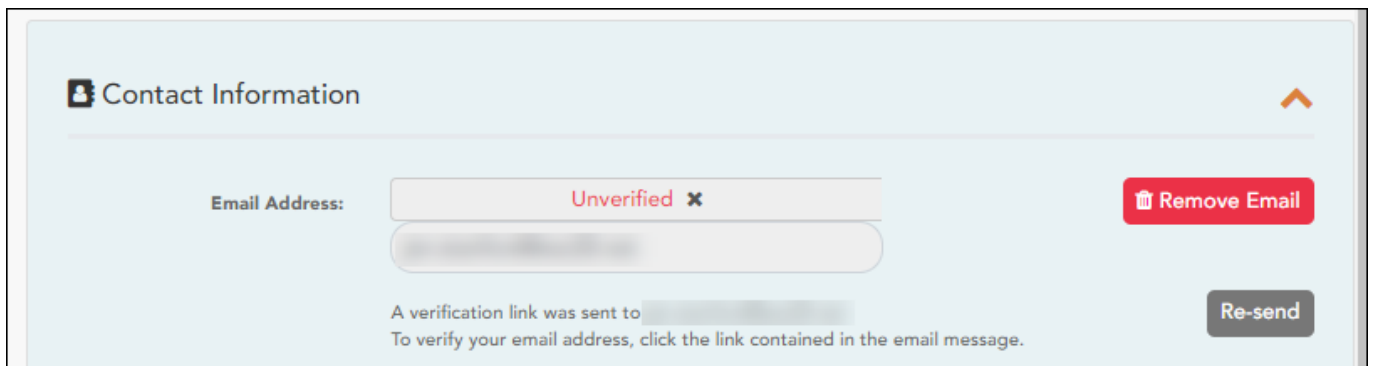 Contact Information
Email Address:
Unverified ✖
Remove Email
A verification link was sent to
Re-send
To verify your email address, click the link contained in the email message.